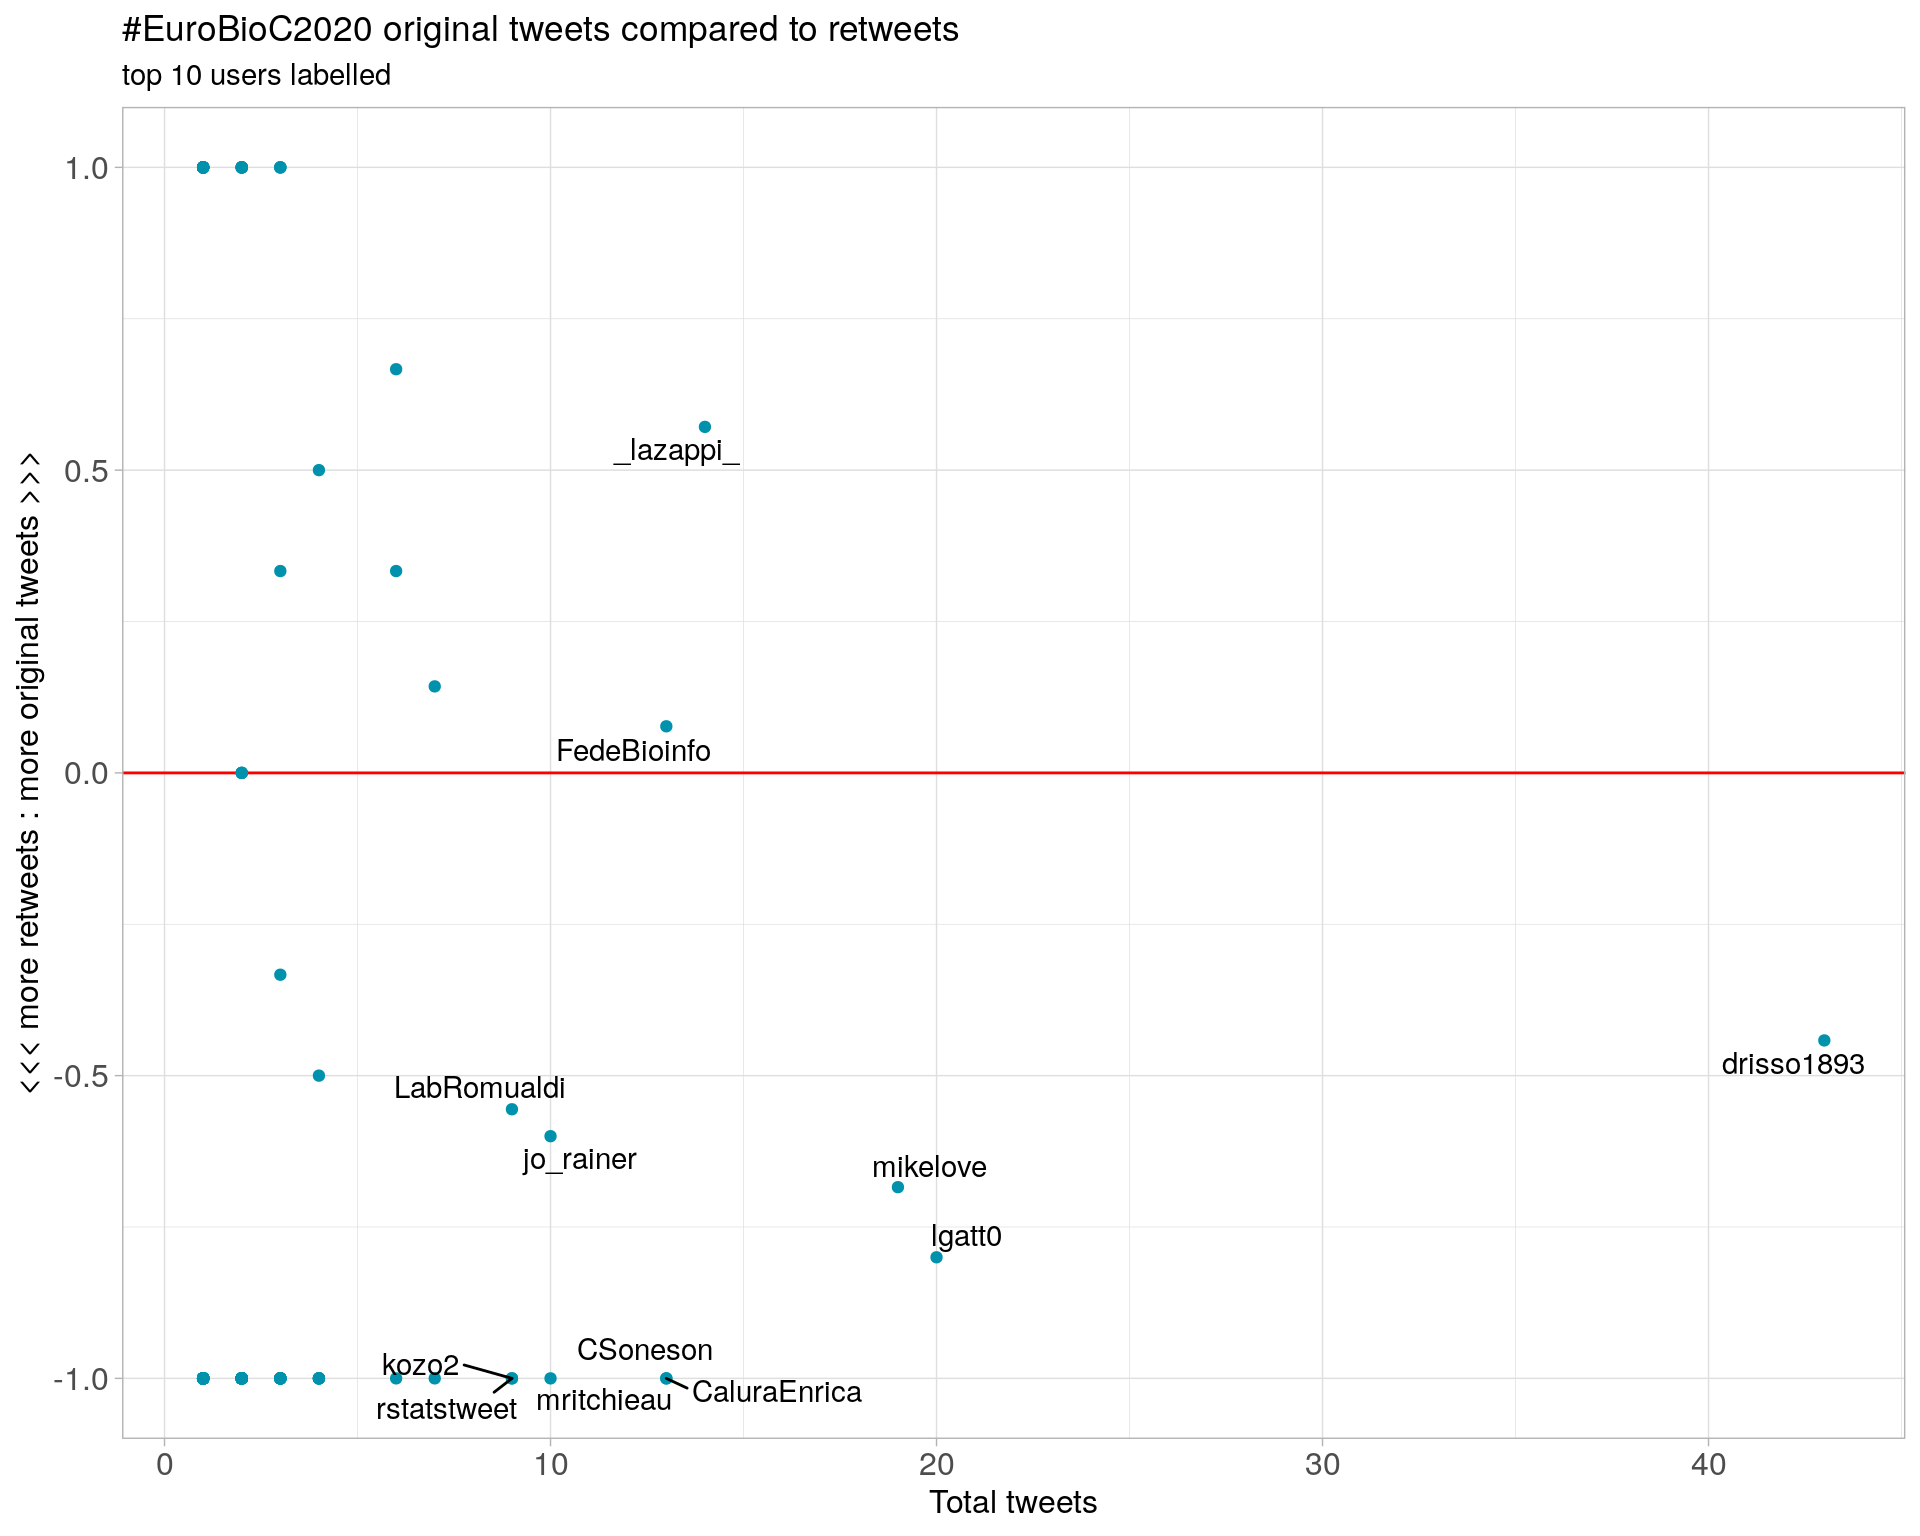 #EuroBioC2020 original tweets compared to retweets
top 10 users labelled
<<< more retweets : more original tweets >>>
1.0
0.5
0.0
-0.5
-1.0
_lazappi_
FedeBioinfo
drisso1893
LabRomualdi
jo_rainer
mikelove
lgatt0
CSoneson
kozo2
CaluraEnrica
mritchieau
rstatstweet
0
10
20
30
40
Total tweets